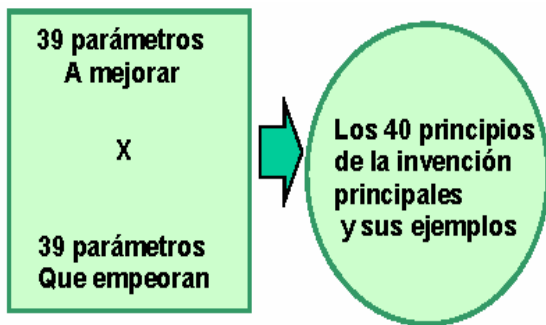 39 parámetros
A mejorar
X
39 parámetros
Que empeoran
Los 40 principios
de la invención
principales
y sus ejemplos